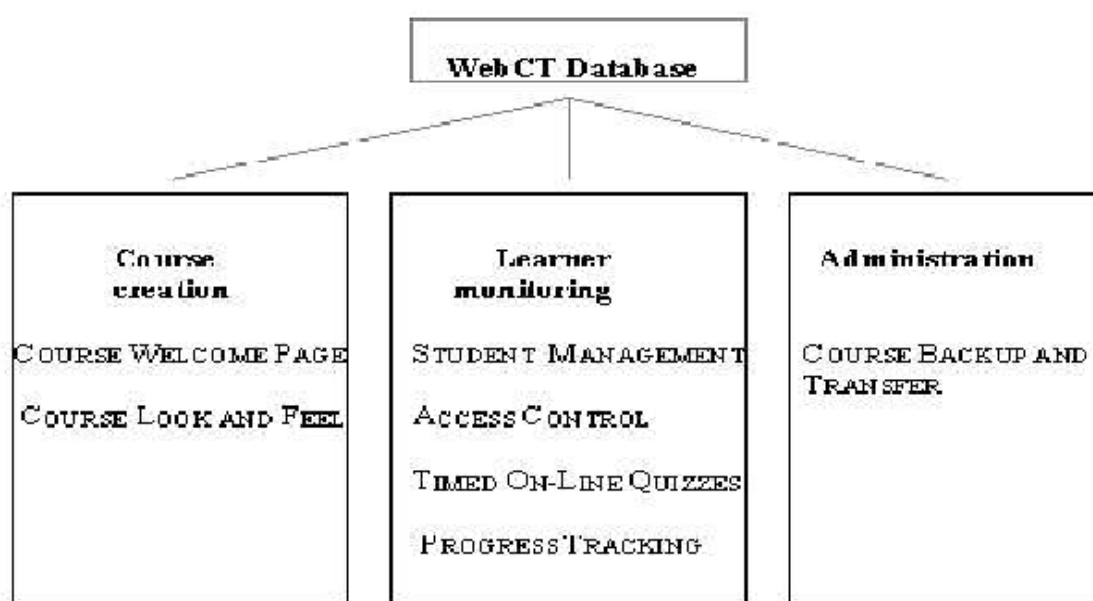 WebCT Database
Course
creation
COURSE WELCOME PAGE
COURSE LOOK AND FEEL
Learner
monitoring
STUDENT MANAGEMENT
ACCESS CONTROL
TIMED ON-LINE QUIZZES
PROGRESS TRACKING
Administration
COURSE BACKUP AND
TRANSFER